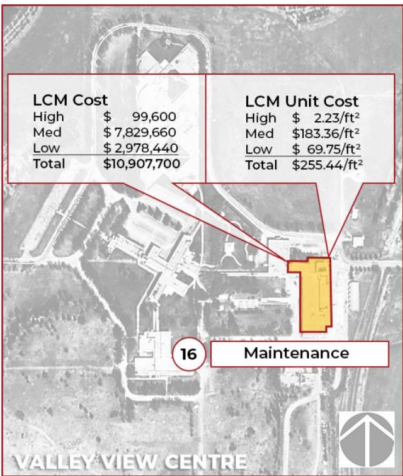 LCM Cost
High $ 99,600
Med $ 7,829,660
Low $ 2,978,440
Total $10,907,700
LCM Unit Cost
High $ 2.23/ft²
Med $183.36/ft²
Low $ 69.75/ft²
Total $255.44/ft²
16 Maintenance
VALLEY VIEW CENTRE